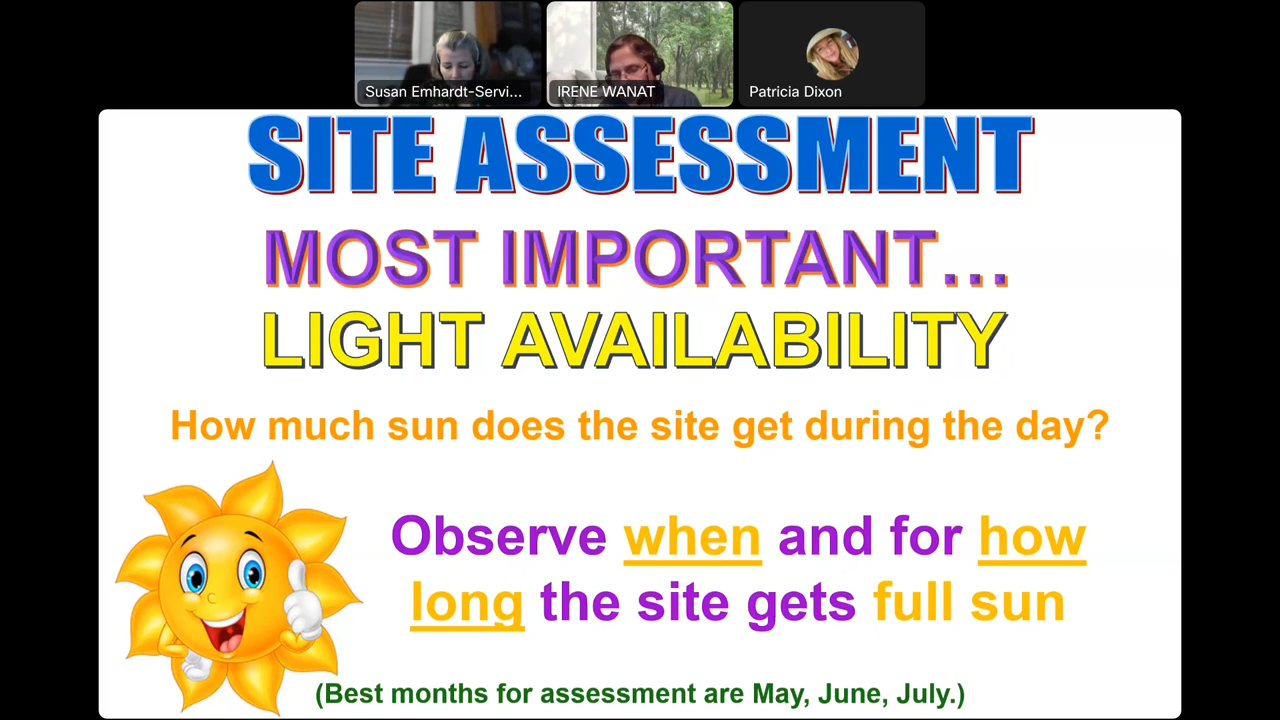 Susan Emhardt-Servi...
IRENE WANAT
Patricia Dixon
SITE ASSESSMENT
MOST IMPORTANT...
LIGHT AVAILABILITY
How much sun does the site get during the day?
Observe when and for how
long the site gets full sun
(Best months for assessment are May, June, July.)